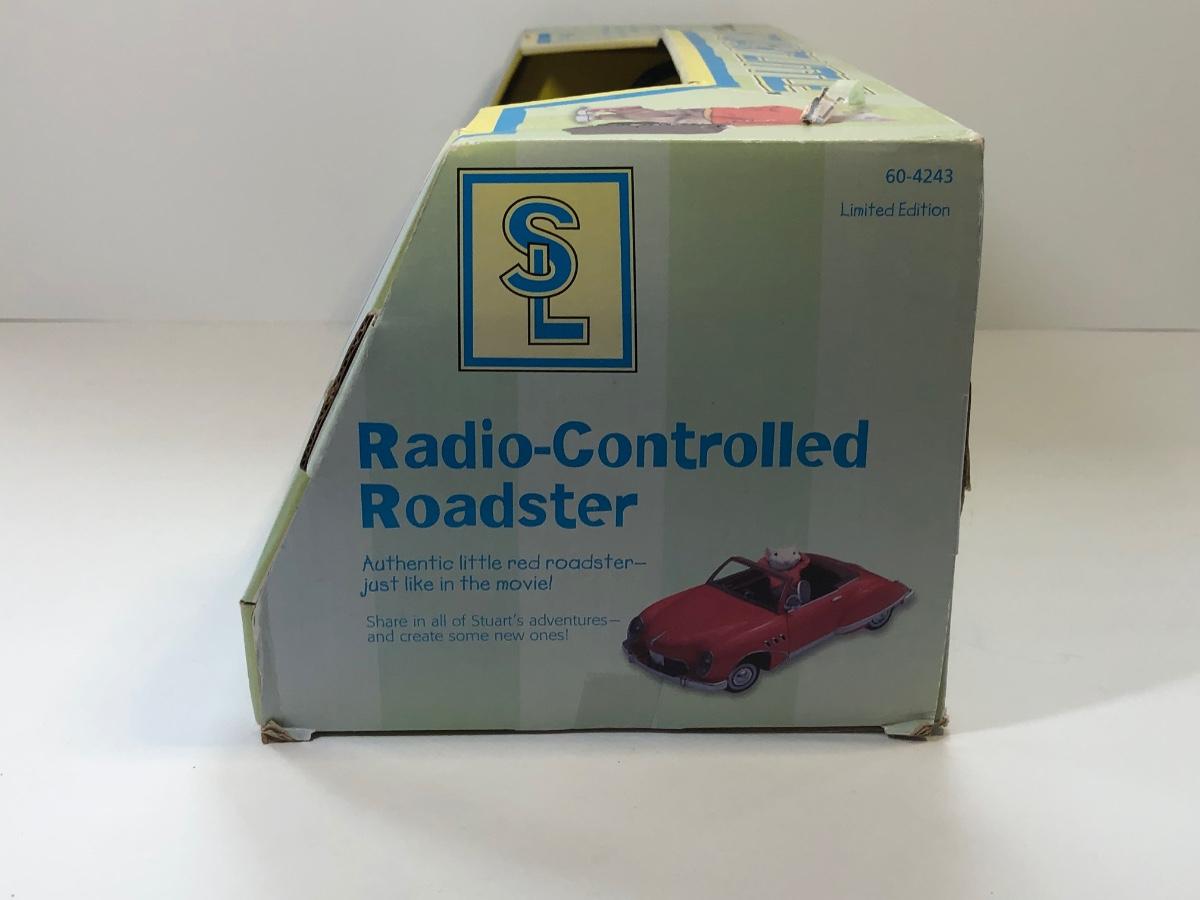 60-4243
Limited Edition
SL
Radio-Controlled
Roadster
Authentic little red roadster—
just like in the movie!
Share in all of Stuart's adventures—
and create some new ones!